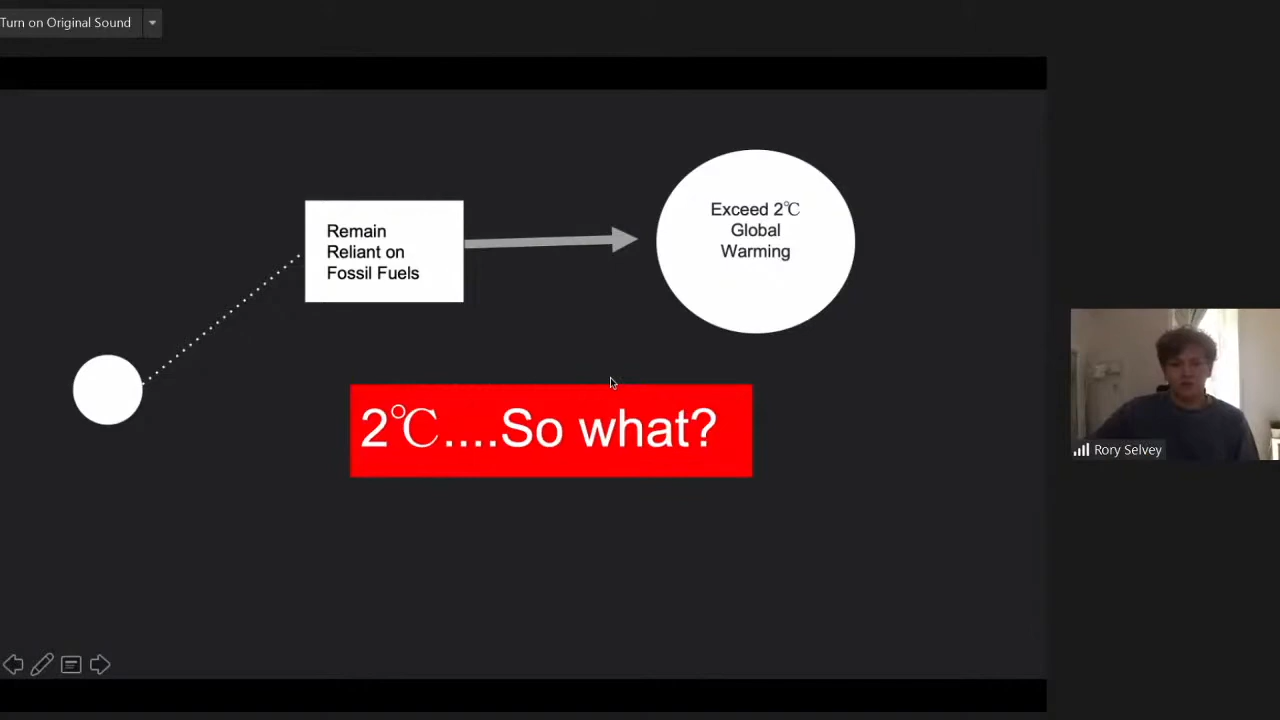 Turn on Original Sound
Remain
Reliant on
Fossil Fuels
Exceed 2℃
Global
Warming
2℃....So what?
Rory Selvey